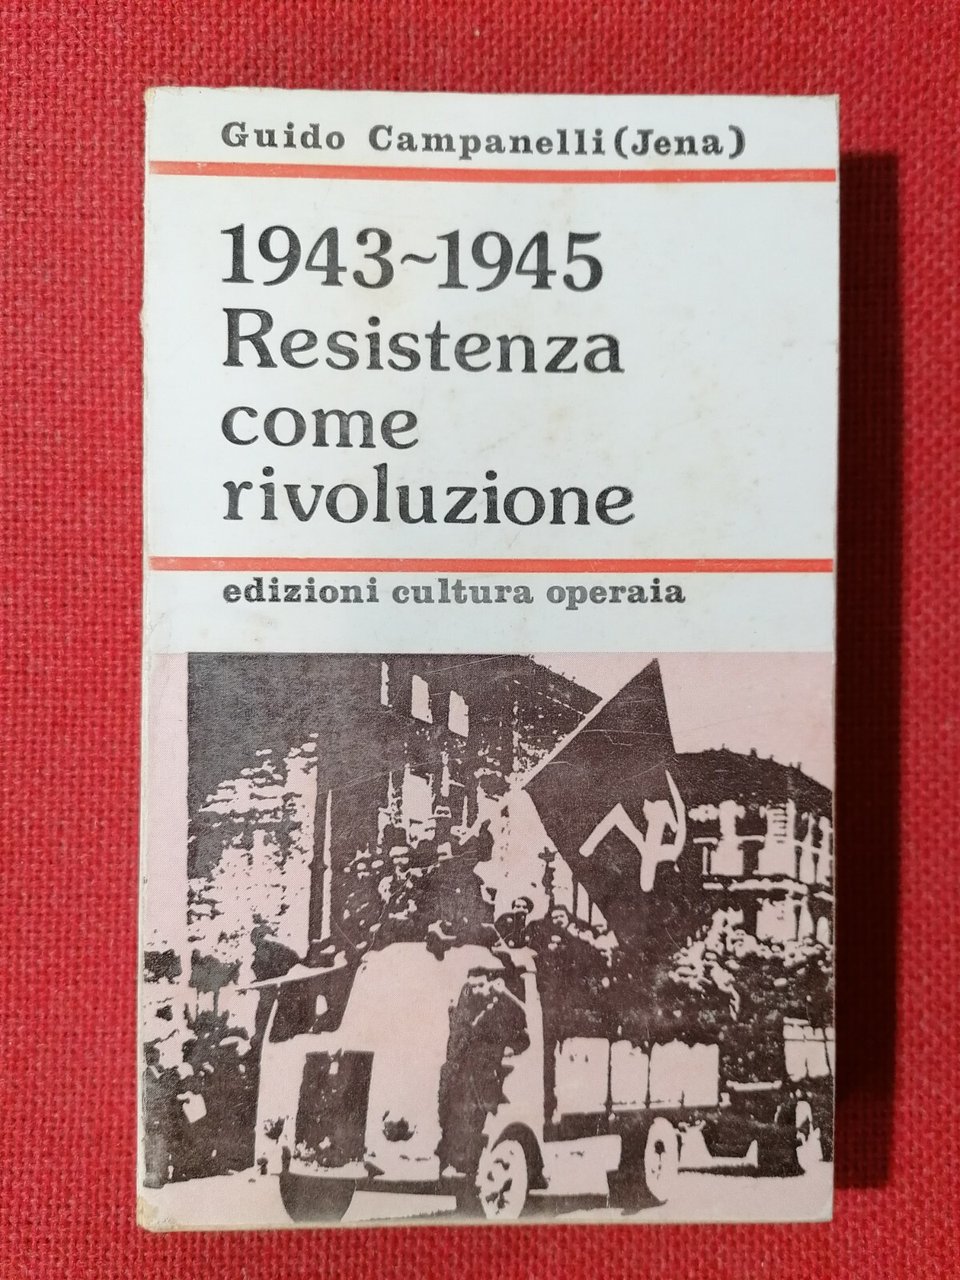 Guido Campanelli (Jena)
1943~1945
Resistenza
come
rivoluzione
edizioni cultura operaia